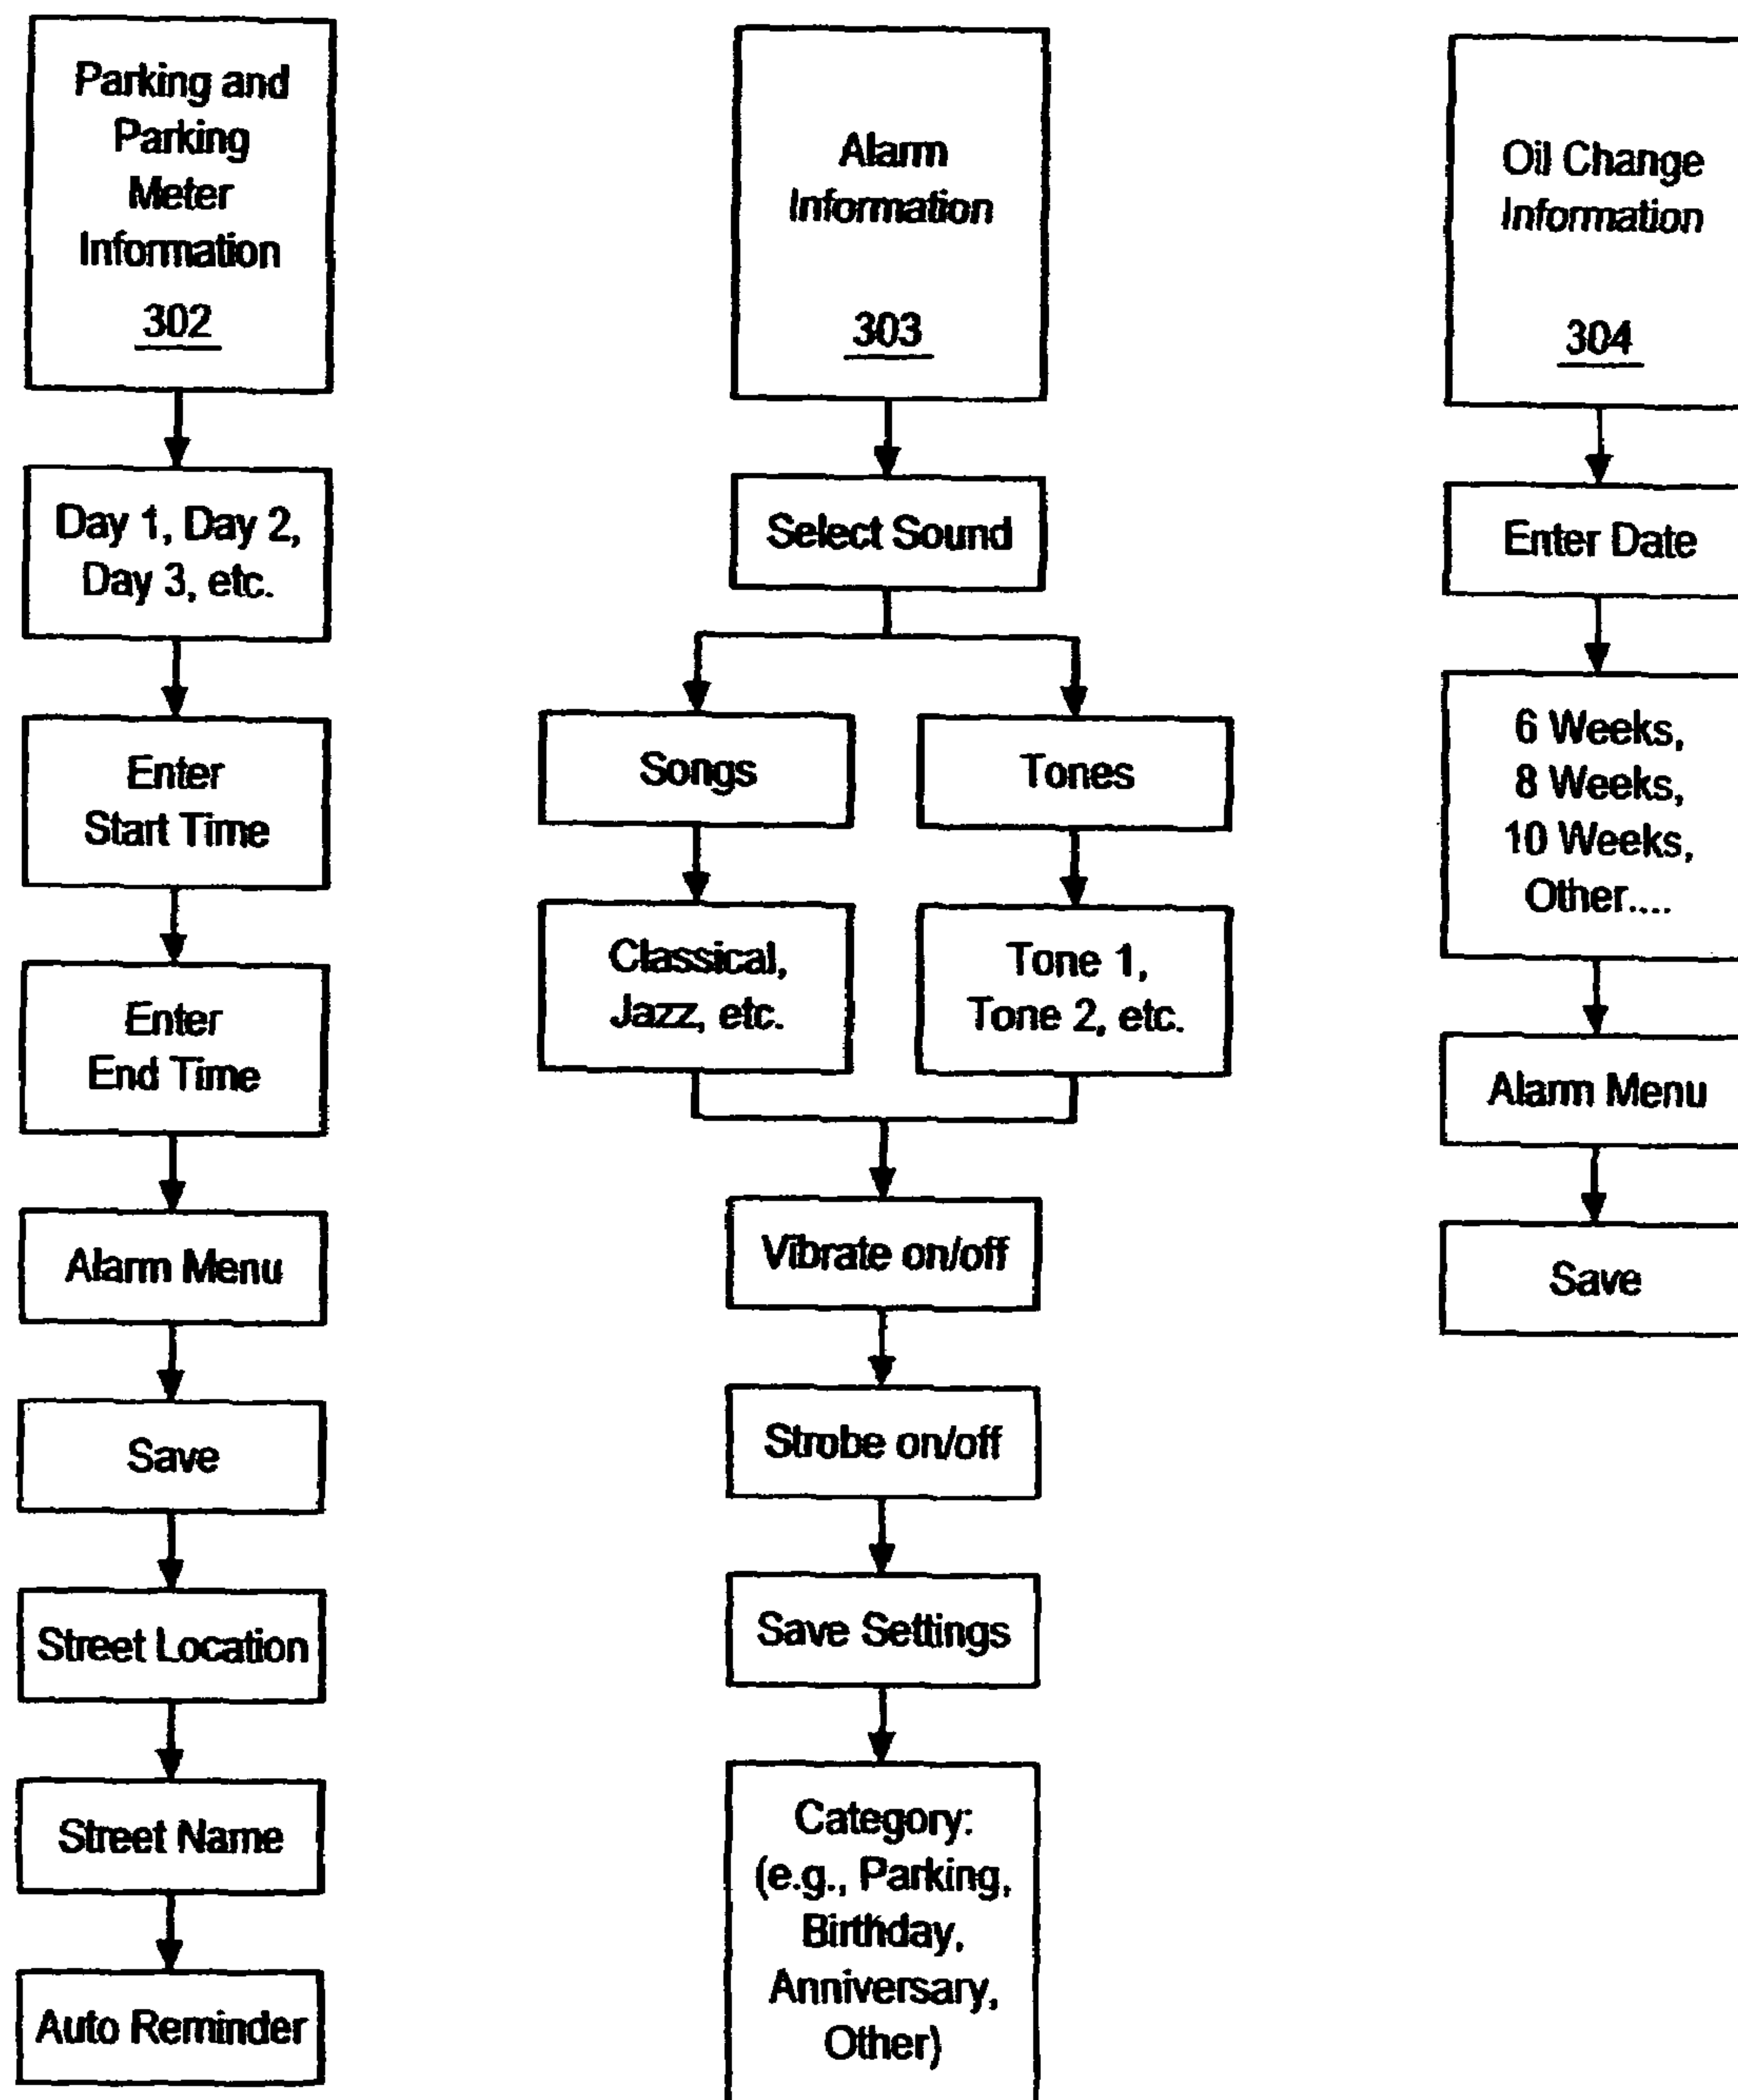 Parking and
Parking
Meter
Information
302
Day 1, Day 2,
Day 3, etc.
Enter
Start Time
Enter
End Time
Alarm Menu
Save
Street Location
Street Name
Auto Reminder
Alarm
Information
303
Select Sound
Songs
Classical,
Jazz, etc.
Tones
Tone 1,
Tone 2, etc.
Vibrate on/off
Strobe on/off
Save Settings
Category:
(e.g., Parking,
Birthday,
Anniversary,
Other)
Oil Change
Information
304
Enter Date
6 Weeks,
8 Weeks,
10 Weeks,
Other....
Alarm Menu
Save